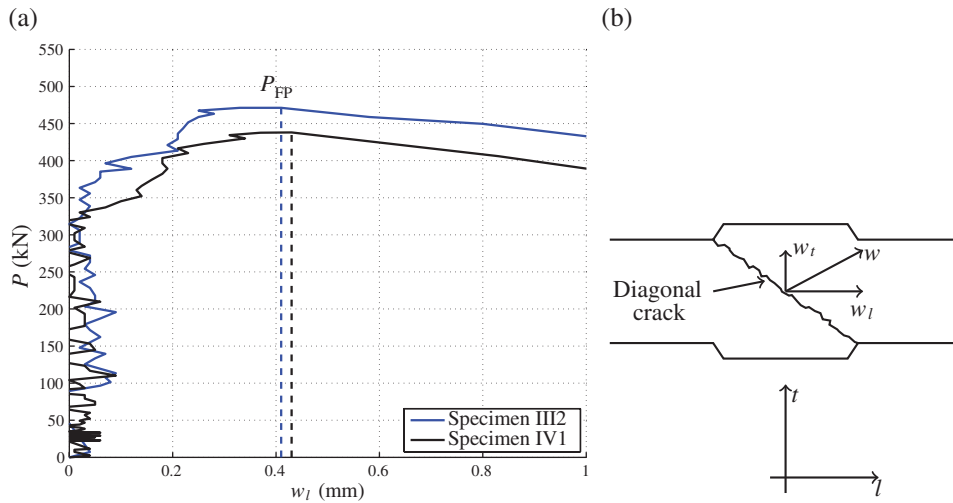 (a)
(b)
550
500
450
400
350
300
250
200
150
100
50
0
P (kN)
P_FP
Specimen III2
Specimen IV1
0 0.2 0.4 0.6 0.8 1
w_l (mm)
w_t
w
w_l
Diagonal
crack
t
l